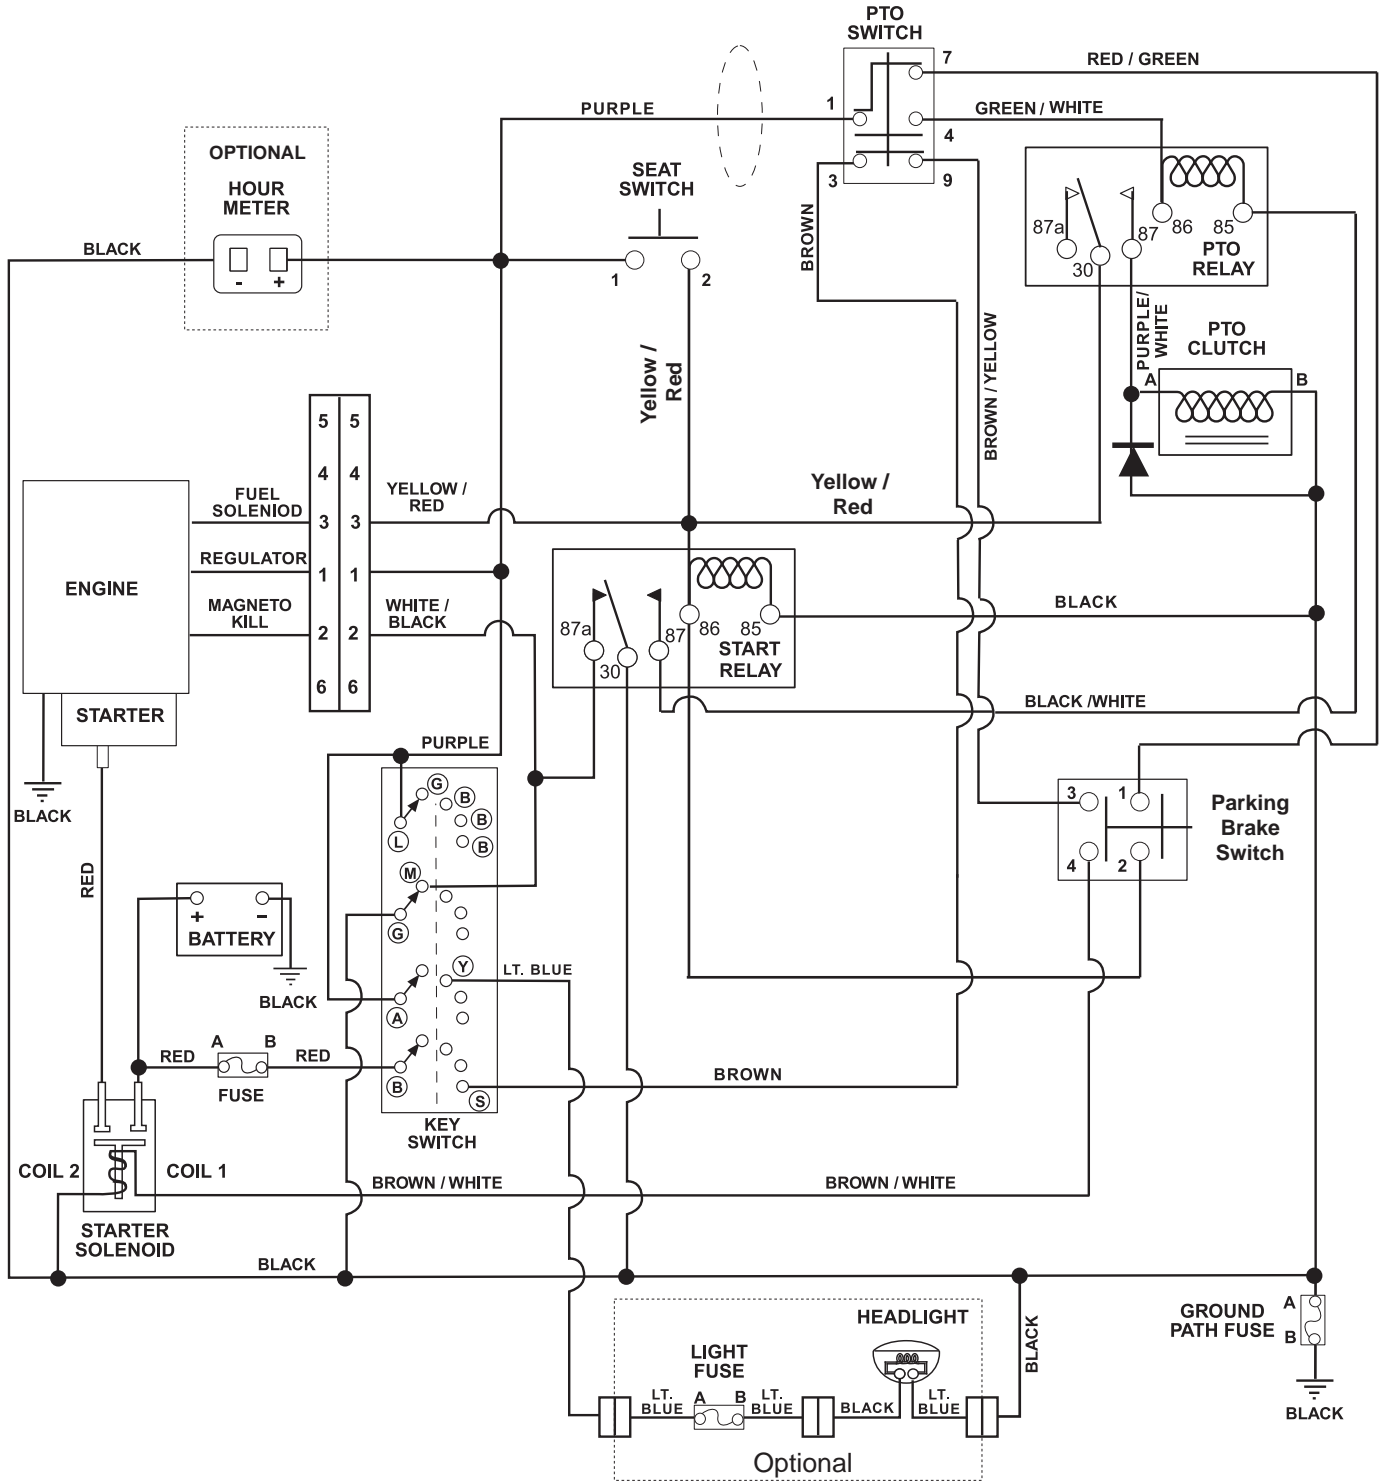 PTO
SWITCH
7
RED / GREEN
PURPLE
1
GREEN / WHITE
4
OPTIONAL
HOUR
METER
- +
BLACK
SEAT
SWITCH
1 2
3 9
BROWN
87a
30
87 86 85
PTO
RELAY
PURPLE/
WHITE
PTO
CLUTCH
A B
Yellow /
Red
BROWN / YELLOW
5 5
4 4
3 3
1 1
2 2
6 6
ENGINE
FUEL
SOLENIOD
YELLOW /
RED
Yellow /
Red
REGULATOR
MAGNETO
KILL
WHITE /
BLACK
87a
30
87 86 85
START
RELAY
BLACK
BLACK /WHITE
STARTER
BLACK
RED
PURPLE
G
B
B
B
L
M
G
Y
A
B
S
KEY
SWITCH
LT. BLUE
3 1
4 2
Parking
Brake
Switch
+ -
BATTERY
BLACK
RED
A B
RED
FUSE
BROWN
COIL 2
COIL 1
STARTER
SOLENOID
BROWN / WHITE
BROWN / WHITE
BLACK
GROUND
PATH FUSE
A
B
BLACK
BLACK
HEADLIGHT
LIGHT
FUSE
LT.
BLUE
A B
LT.
BLUE
BLACK
LT.
BLUE
Optional